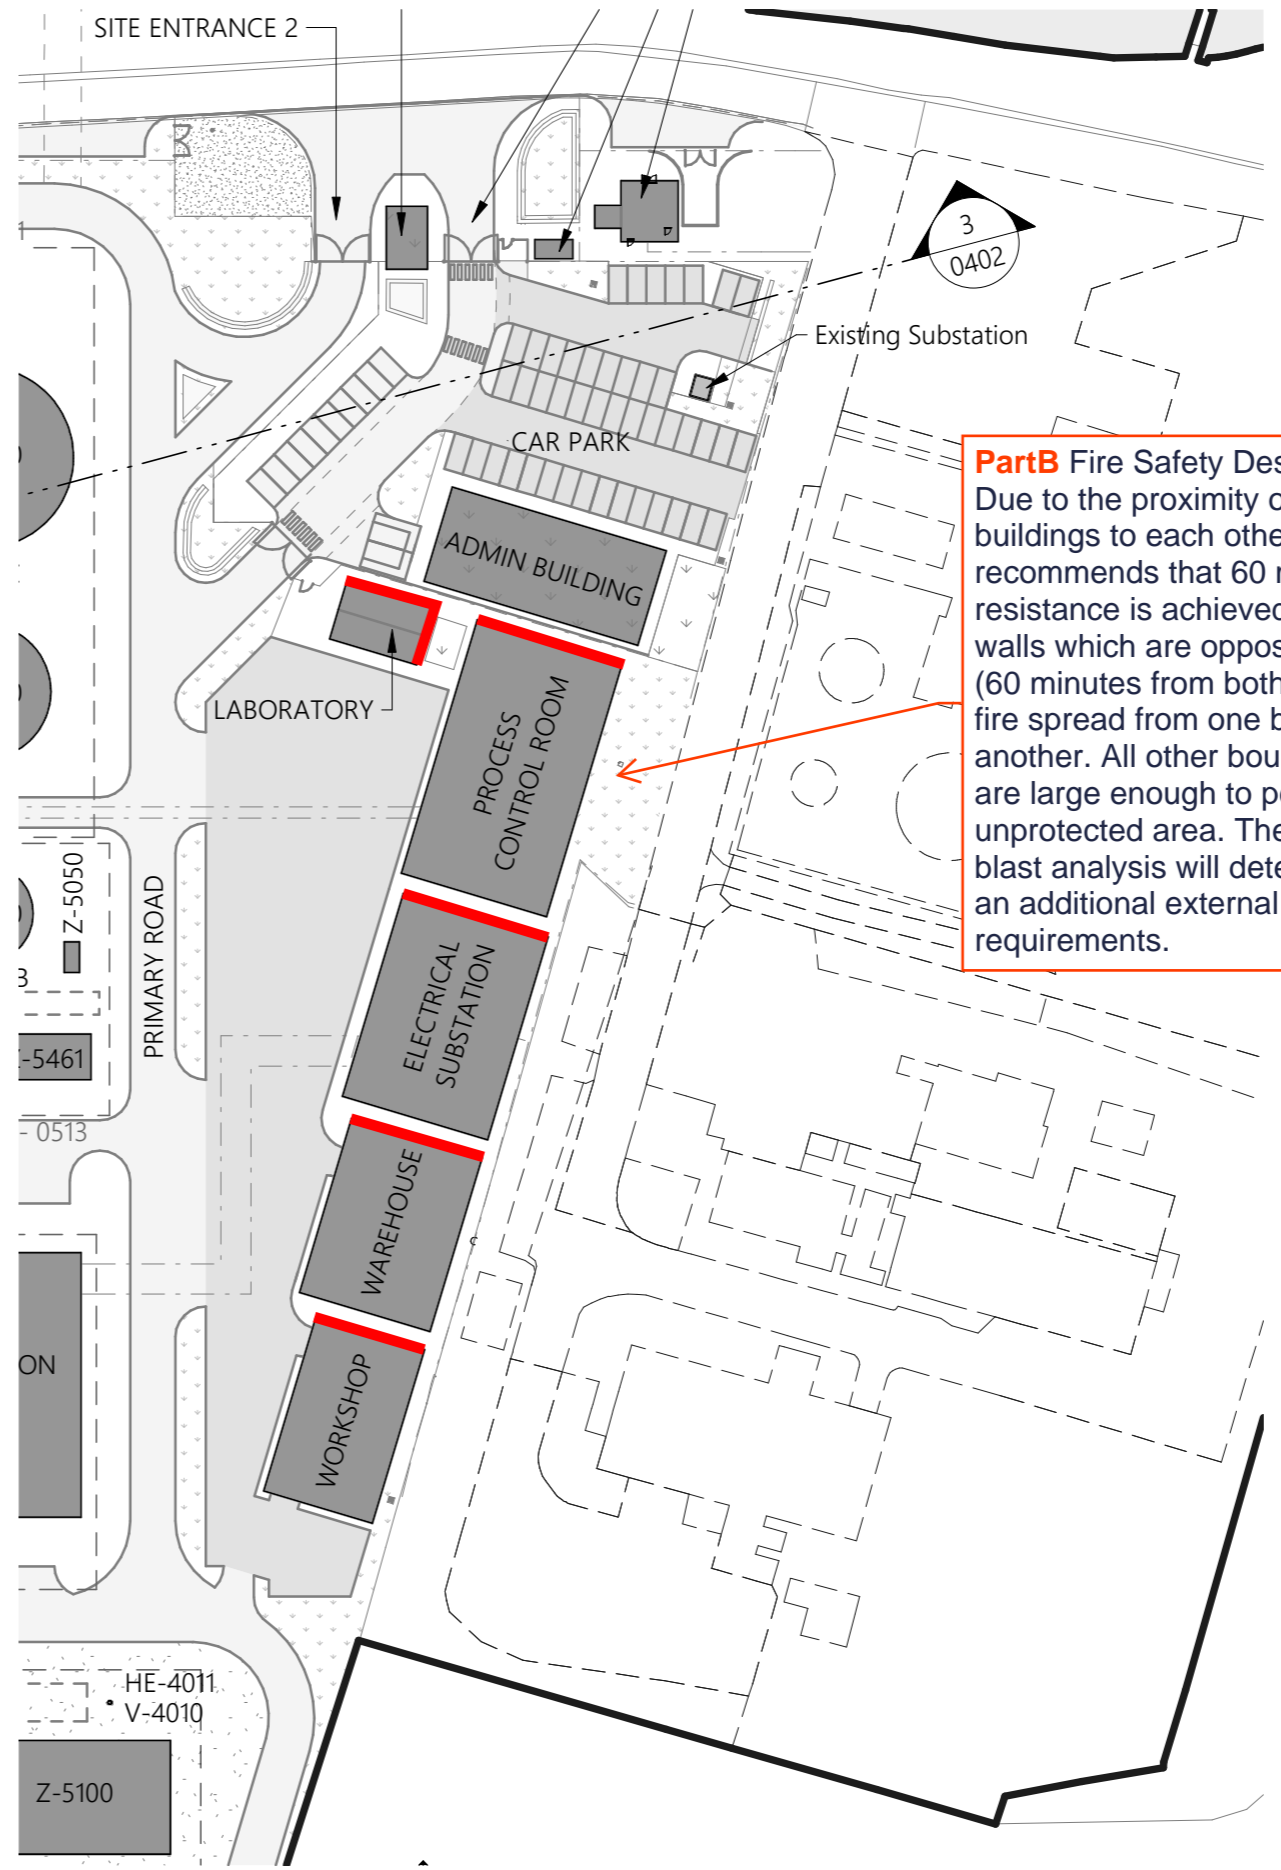 SITE ENTRANCE 2
3
0402
Existing Substation
CAR PARK
PartB Fire Safety Des
Due to the proximity o
buildings to each othe
recommends that 60 r
resistance is achieved
walls which are oppos
(60 minutes from both
fire spread from one b
another. All other bou
are large enough to pe
unprotected area. The
blast analysis will dete
an additional external
requirements.
ADMIN BUILDING
LABORATORY
PROCESS
CONTROL ROOM
Z-5050
PRIMARY ROAD
ELECTRICAL
SUBSTATION
-5461
- 0513
WAREHOUSE
ON
WORKSHOP
HE-4011
V-4010
Z-5100